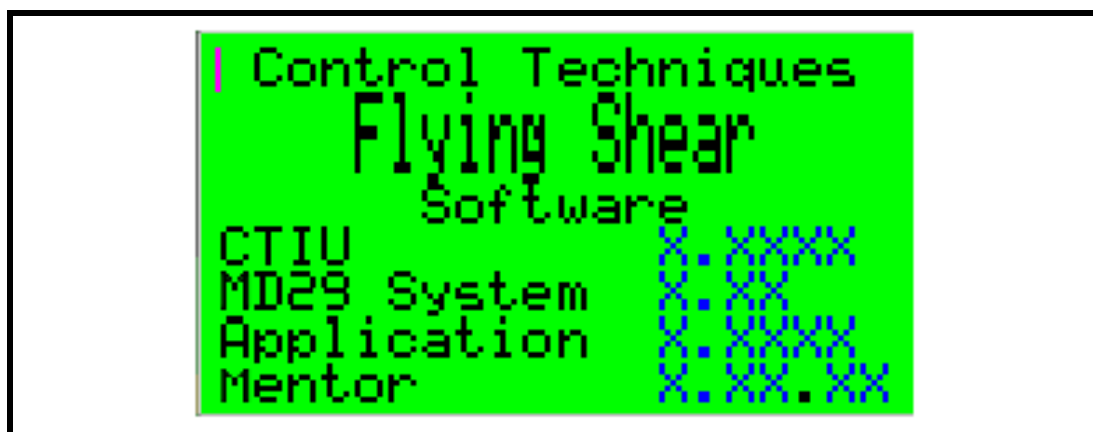 Control Techniques
Flying Shear
Software
CTIU X.XXXX
MD29 System X.XX
Application X.XXXX
Mentor X.XX.XX